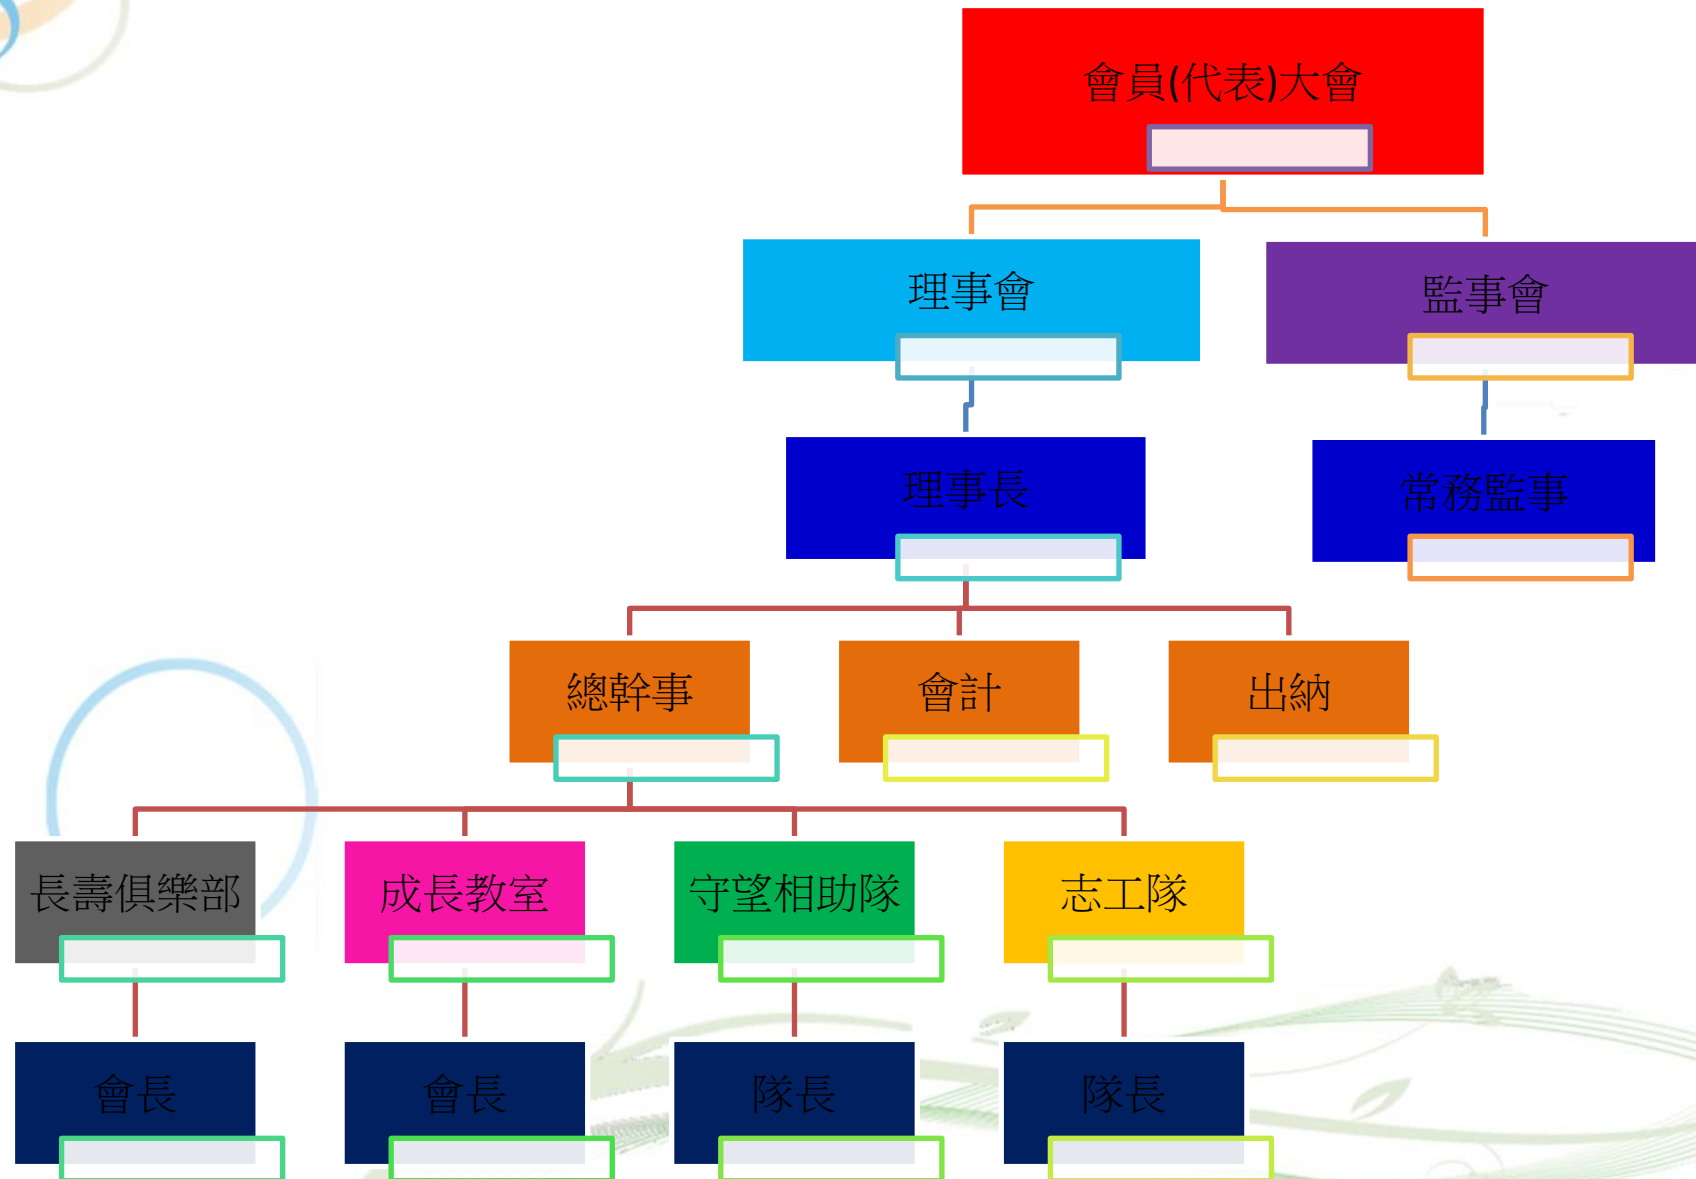 會員(代表)大會
理事會
監事會
理事長
常務監事
總幹事
會計
出納
長壽俱樂部
成長教室
守望相助隊
志工隊
會長
會長
隊長
隊長